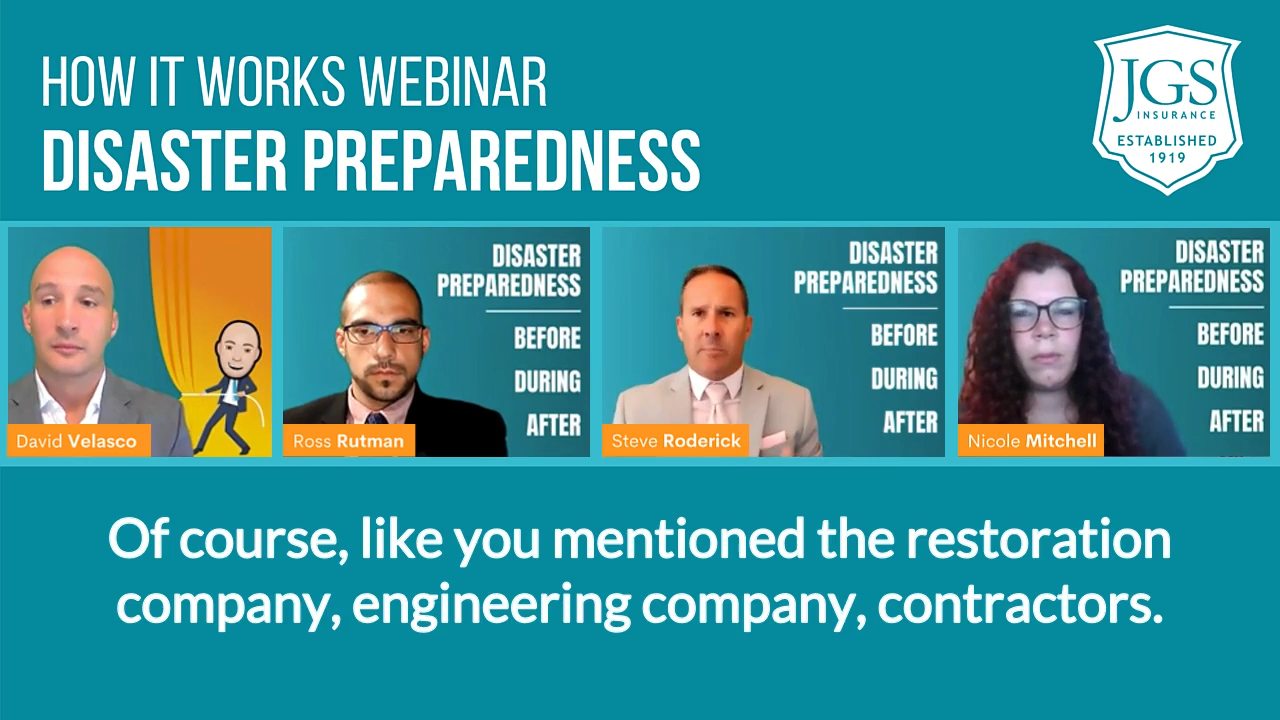 HOW IT WORKS WEBINAR
DISASTER PREPAREDNESS
JGS
INSURANCE
ESTABLISHED
1919
David Velasco
DISASTER
PREPAREDNESS
BEFORE
DURING
AFTER
Ross Rutman
DISASTER
PREPAREDNESS
BEFORE
DURING
AFTER
Steve Roderick
DISASTER
PREPAREDNESS
BEFORE
DURING
AFTER
Nicole Mitchell
Of course, like you mentioned the restoration
company, engineering company, contractors.